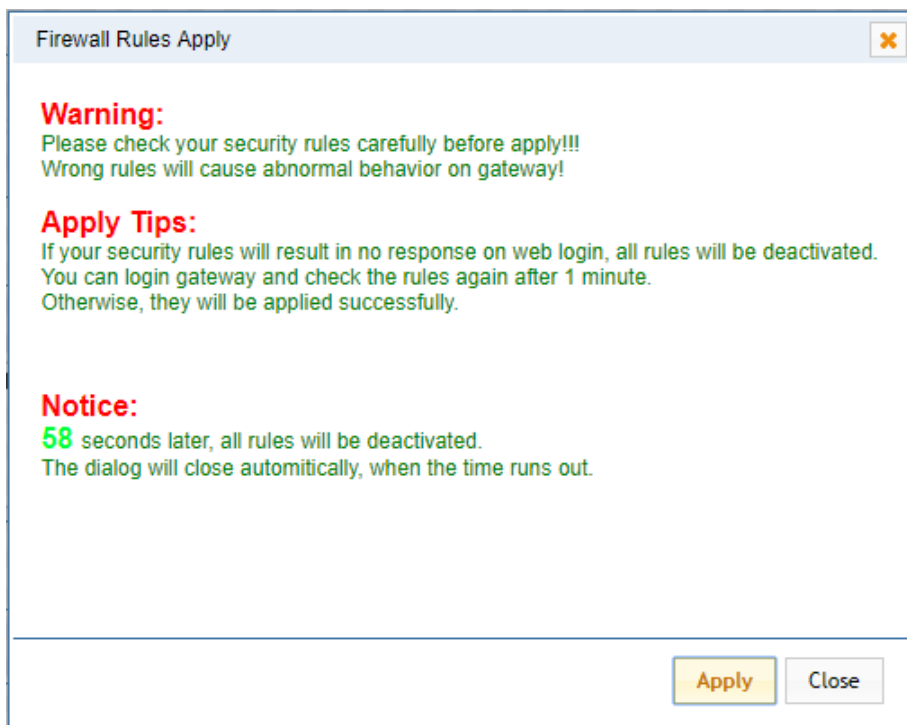 Firewall Rules Apply
Warning:
Please check your security rules carefully before apply!!!
Wrong rules will cause abnormal behavior on gateway!
Apply Tips:
If your security rules will result in no response on web login, all rules will be deactivated.
You can login gateway and check the rules again after 1 minute.
Otherwise, they will be applied successfully.
Notice:
58 seconds later, all rules will be deactivated.
The dialog will close automitically, when the time runs out.
Apply Close